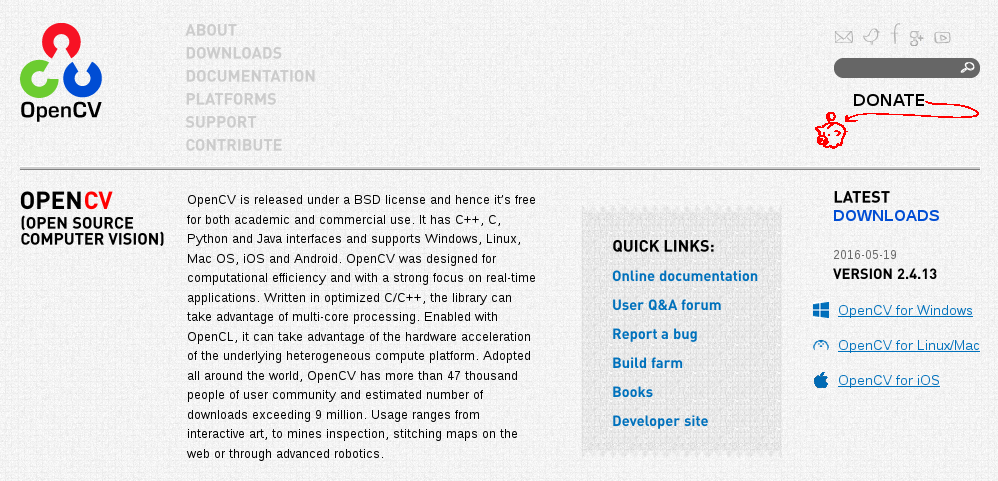 OpenCV
ABOUT
DOWNLOADS
DOCUMENTATION
PLATFORMS
SUPPORT
CONTRIBUTE
DONATE
OPENCV
(OPEN SOURCE
COMPUTER VISION)
OpenCV is released under a BSD license and hence it's free
for both academic and commercial use. It has C++, C,
Python and Java interfaces and supports Windows, Linux,
Mac OS, iOS and Android. OpenCV was designed for
computational efficiency and with a strong focus on real-time
applications. Written in optimized C/C++, the library can
take advantage of multi-core processing. Enabled with
OpenCL, it can take advantage of the hardware acceleration
of the underlying heterogeneous compute platform. Adopted
all around the world, OpenCV has more than 47 thousand
people of user community and estimated number of
downloads exceeding 9 million. Usage ranges from
interactive art, to mines inspection, stitching maps on the
web or through advanced robotics.
QUICK LINKS:
Online documentation
User Q&A forum
Report a bug
Build farm
Books
Developer site
LATEST
DOWNLOADS
2016-05-19
VERSION 2.4.13
OpenCV for Windows
OpenCV for Linux/Mac
OpenCV for iOS